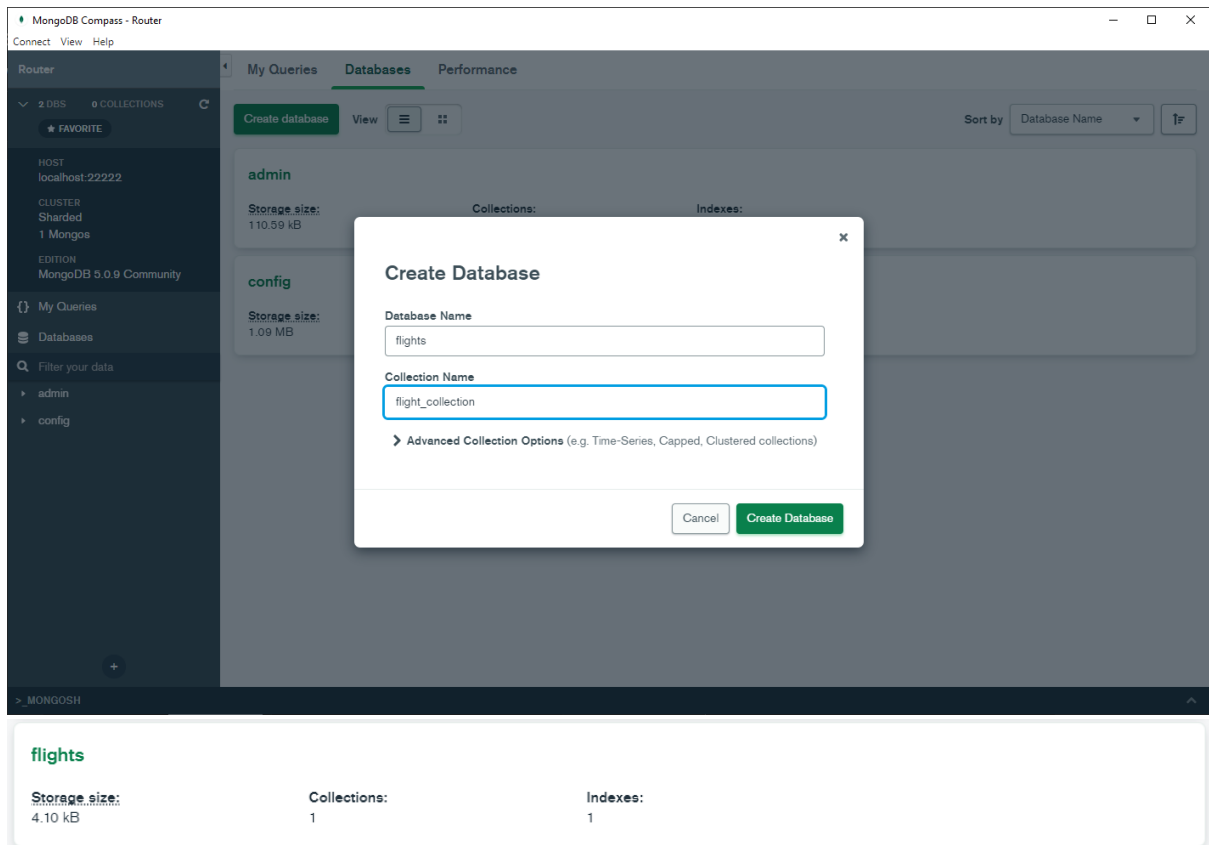 MongoDB Compass - Router
Connect View Help
Router
My Queries Databases Performance
2 DBS 0 COLLECTIONS
FAVORITE
Create database View Sort by Database Name
HOST
localhost:22222
CLUSTER
Sharded
1 Mongos
EDITION
MongoDB 5.0.9 Community
{} My Queries
Databases
Filter your data
admin
config
admin
Storage size: Collections: Indexes:
110.59 kB
config
Storage size:
1.09 MB
Create Database
Database Name
flights
Collection Name
flight_collection
Advanced Collection Options (e.g. Time-Series, Capped, Clustered collections)
Cancel Create Database
>_MONGOSH
flights
Storage size: Collections: Indexes:
4.10 kB 1 1